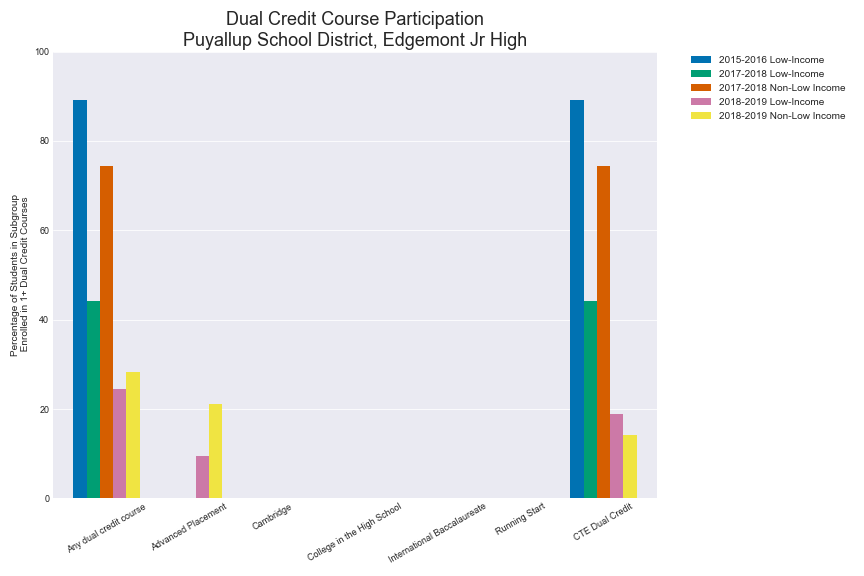 Dual Credit Course Participation
Puyallup School District, Edgemont Jr High
Percentage of Students in Subgroup
Enrolled in 1+ Dual Credit Courses
100
80
60
40
20
0
Any dual credit course
Advanced Placement
Cambridge
College in the High School
International Baccalaureate
Running Start
CTE Dual Credit
2015-2016 Low-Income
2017-2018 Low-Income
2017-2018 Non-Low Income
2018-2019 Low-Income
2018-2019 Non-Low Income